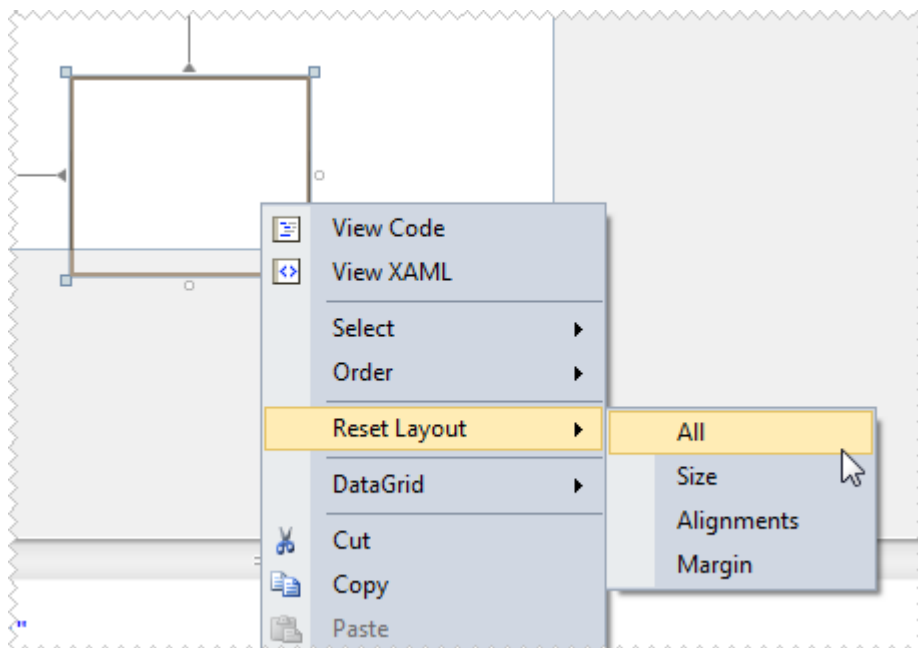 View Code
View XAML
Select
Order
Reset Layout
DataGrid
Cut
Copy
Paste
All
Size
Alignments
Margin
"